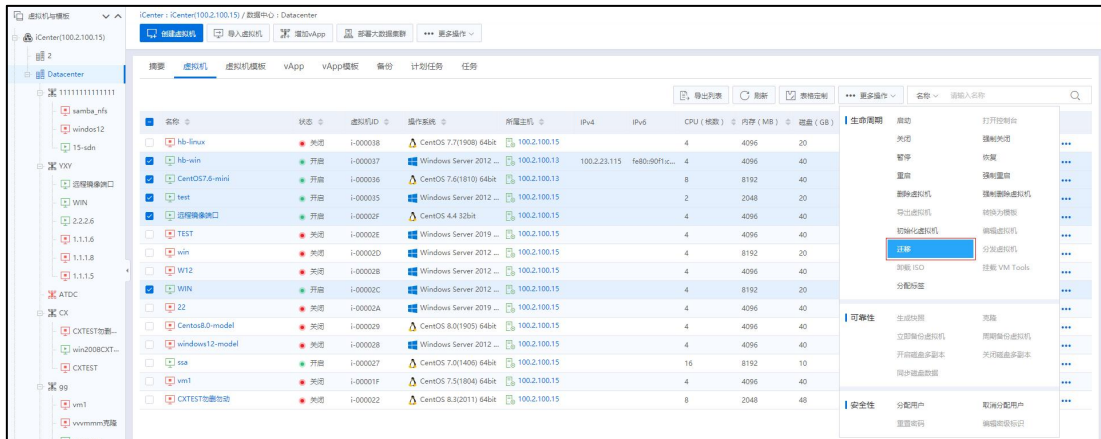 虚拟机与模板
iCenter : iCenter(100.2.100.15) / 数据中心 : Datacenter
iCenter(100.2.100.15)
2
Datacenter
11111111111111
samba_nfs
windos12
15-sdn
YXY
远程镜像端口
WIN
2.2.2.6
1.1.1.6
1.1.1.8
1.1.1.5
ATDC
CX
CXTEST勿删...
win2008CXT...
CXTEST
gg
vm1
vvvmmm克隆
创建虚拟机 导入虚拟机 增加vApp 部署大数据集群 ••• 更多操作
摘要 虚拟机 虚拟机模板 vApp vApp模板 备份 计划任务 任务
导出列表 刷新 表格定制 ••• 更多操作 名称 请输入名称
名称 状态 虚拟机ID 操作系统 所属主机 IPv4 IPv6 CPU（核数） 内存（MB） 磁盘（GB）
hb-linux 关闭 i-000038 CentOS 7.7(1908) 64bit 100.2.100.15 4 4096 20
hb-win 开启 i-000037 Windows Server 2012 ... 100.2.100.13 100.2.23.115 fe80::90f1:c... 4 4096 40
CentOS7.6-mini 开启 i-000036 CentOS 7.6(1810) 64bit 100.2.100.13 8 8192 40
test 开启 i-000035 Windows Server 2012 ... 100.2.100.15 2 2048 20
远程镜像端口 开启 i-00002F CentOS 4.4 32bit 100.2.100.15 4 4096 40
TEST 关闭 i-00002E Windows Server 2019 ... 100.2.100.15 4 4096 40
win 关闭 i-00002D Windows Server 2012 ... 100.2.100.15 4 8192 20
W12 关闭 i-00002B Windows Server 2012 ... 100.2.100.15 4 4096 40
WIN 开启 i-00002C Windows Server 2012 ... 100.2.100.15 4 8192 20
22 关闭 i-00002A Windows Server 2019 ... 100.2.100.15 4 4096 40
Centos8.0-model 关闭 i-000029 CentOS 8.0(1905) 64bit 100.2.100.15 4 4096 40
windows12-model 关闭 i-000028 Windows Server 2012 ... 100.2.100.15 4 4096 40
ssa 开启 i-000027 CentOS 7.0(1406) 64bit 100.2.100.15 16 8192 10
vm1 关闭 i-00001F CentOS 7.5(1804) 64bit 100.2.100.15 4 4096 40
CXTEST勿删勿动 关闭 i-000022 CentOS 8.3(2011) 64bit 100.2.100.15 8 2048 48
生命周期 启动 打开控制台
关闭 强制关闭
暂停 恢复
重启 强制重启
删除虚拟机 强制删除虚拟机
导出虚拟机 转换为模板
初始化虚拟机 编辑虚拟机
迁移 分发虚拟机
卸载 ISO 挂载 VM Tools
分配标签
可靠性 生成快照 克隆
立即备份虚拟机 周期备份虚拟机
开启磁盘多副本 关闭磁盘多副本
同步磁盘数据
安全性 分配用户 取消分配用户
重置密码 编辑密级标识